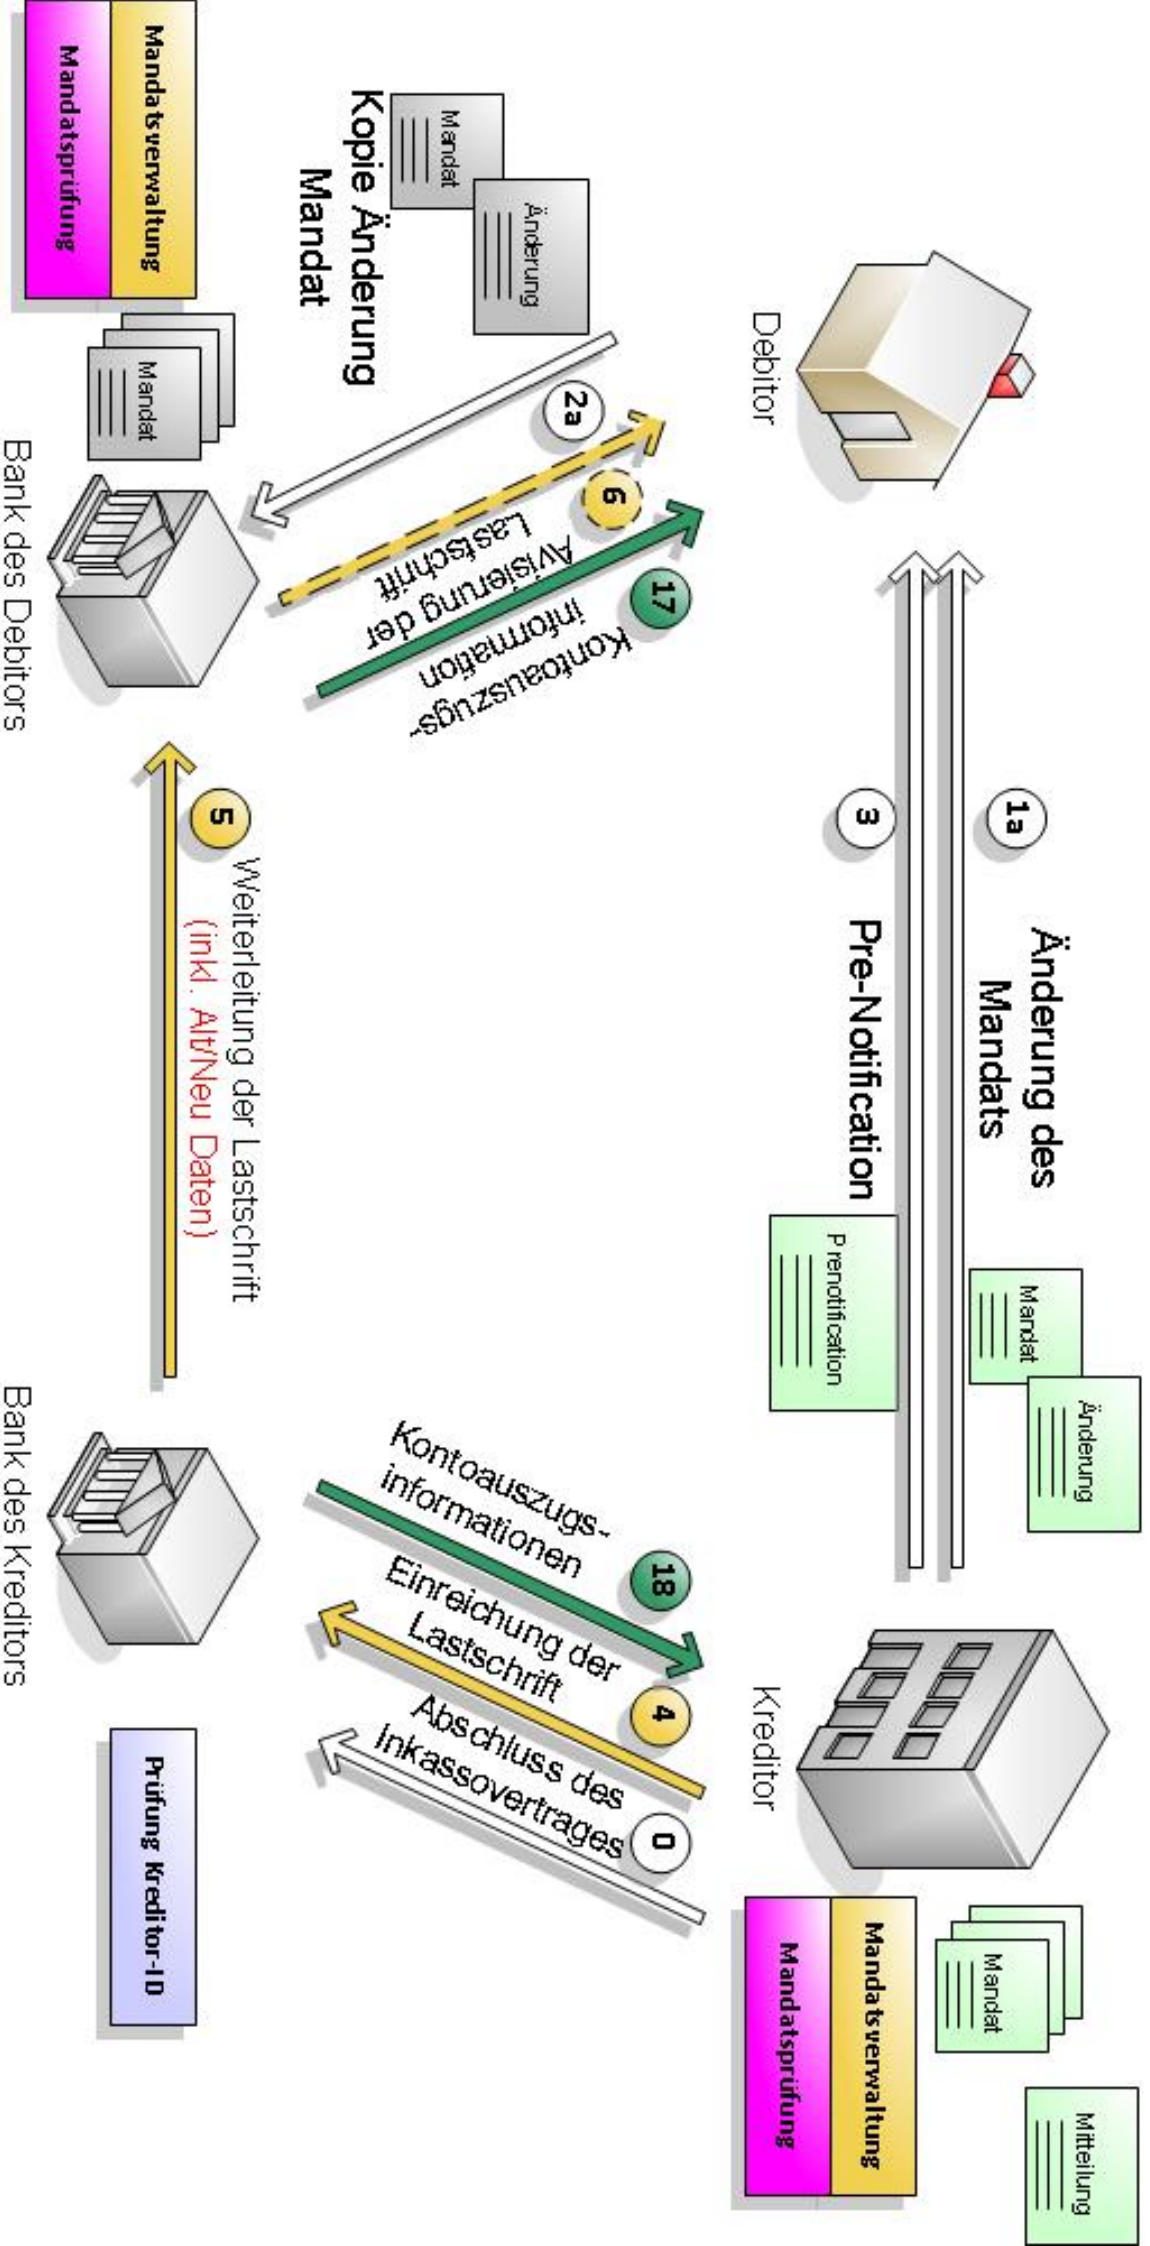 Änderung des
Mandats
1a
Mandat
Änderung
Mitteilung
Mandat
3
Pre-Notification
Prenotification
Debitor
Kreditor
Mandatsverwaltung
Mandatsprüfung
Mandat
Änderung
Kopie Änderung
Mandat
2a
6
Avisierung der
Lastschrift
17
Kontoauszugs-
information
18
Kontoauszugs-
informationen
4
Einreichung der
Lastschrift
0
Abschluss des
Inkassovertrages
Mandatsverwaltung
Mandatsprüfung
Mandat
Bank des Debitors
5
Weiterleitung der Lastschrift
(inkl. Alt/Neu Daten)
Bank des Kreditors
Prüfung Kreditor-ID